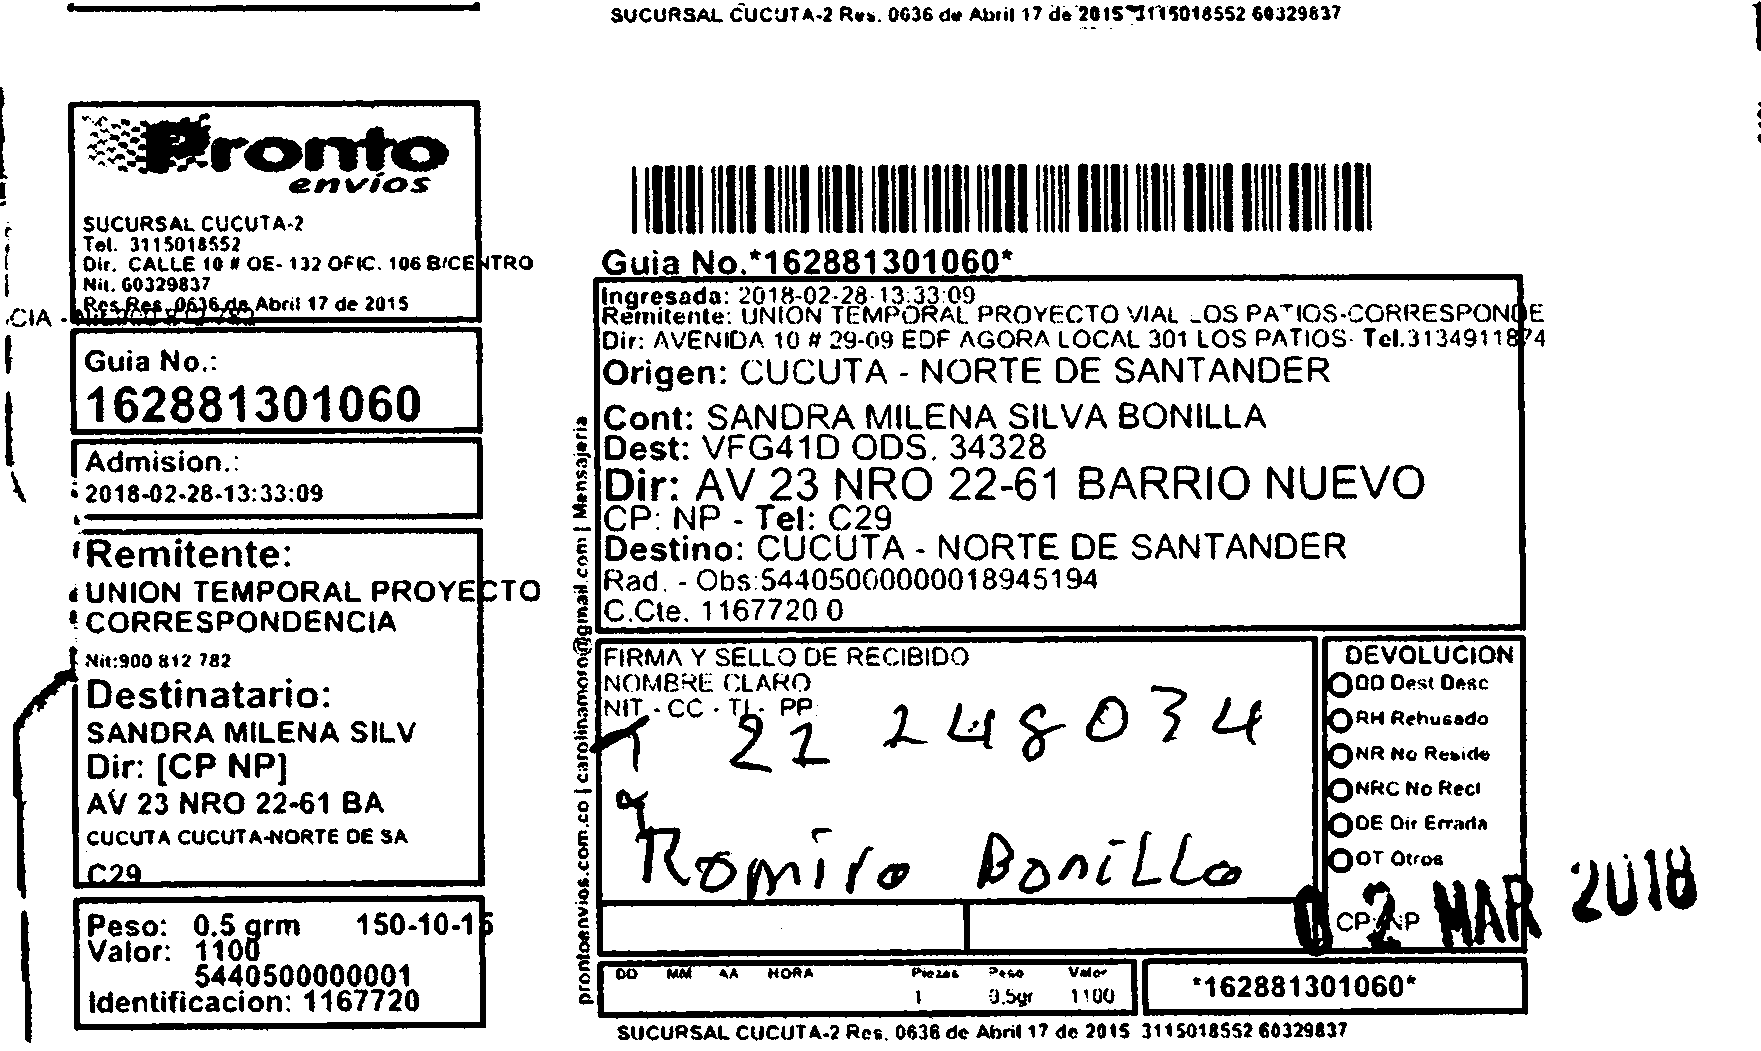 SUCURSAL CUCUTA-2 Res. 0636 de Abril 17 de 2015 3115018552 60329837
Pronto
envíos
SUCURSAL CUCUTA-2
Tel. 3115018552
Dir. CALLE 10 # OE- 132 OFIC. 106 B/CENTRO
Nit. 60329837
Res.Res. 0636 de Abril 17 de 2015
CIA -
Guia No.:
162881301060
Admision.:
2018-02-28-13:33:09
Remitente:
UNION TEMPORAL PROYECTO
CORRESPONDENCIA
Nit:900 812 782
Destinatario:
SANDRA MILENA SILV
Dir: [CP NP]
AV 23 NRO 22-61 BA
CUCUTA CUCUTA-NORTE DE SA
C29
Peso: 0.5 grm 150-10-15
Valor: 1100
5440500000001
Identificacion: 1167720
prontoenvios.com.co | carolinamoro@gmail.com | Mensajeria
Guia No.*162881301060*
Ingresada: 2018-02-28-13:33:09
Remitente: UNION TEMPORAL PROYECTO VIAL LOS PATIOS-CORRESPONDE
Dir: AVENIDA 10 # 29-09 EDF AGORA LOCAL 301 LOS PATIOS- Tel.3134911874
Origen: CUCUTA - NORTE DE SANTANDER
Cont: SANDRA MILENA SILVA BONILLA
Dest: VFG41D ODS. 34328
Dir: AV 23 NRO 22-61 BARRIO NUEVO
CP: NP - Tel: C29
Destino: CUCUTA - NORTE DE SANTANDER
Rad. - Obs:54405000000018945194
C.Cte. 1167720 0
FIRMA Y SELLO DE RECIBIDO
NOMBRE CLARO
NIT - CC - TI - PP
22 248034
Romiro Bonilla
DEVOLUCION
DD Dest Desc
RH Rehusado
NR No Reside
NRC No Recl
DE Dir Errada
OT Otros
CP: NP
02 MAR 2018
DD MM AA HORA Piezas Peso Valor
1 0.5gr 1100
*162881301060*
SUCURSAL CUCUTA-2 Res. 0636 de Abril 17 de 2015 3115018552 60329837